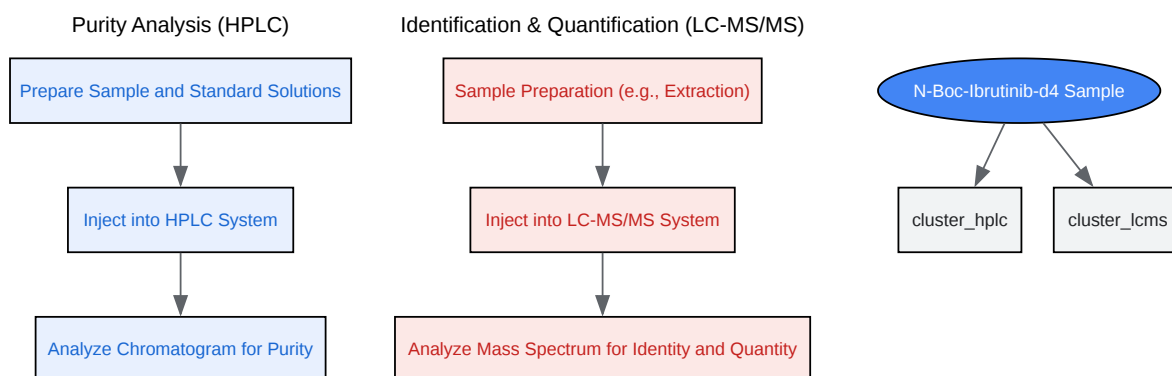 Purity Analysis (HPLC)
Prepare Sample and Standard Solutions
Inject into HPLC System
Analyze Chromatogram for Purity
Identification & Quantification (LC-MS/MS)
Sample Preparation (e.g., Extraction)
Inject into LC-MS/MS System
Analyze Mass Spectrum for Identity and Quantity
N-Boc-Ibrutinib-d4 Sample
cluster_hplc
cluster_lcms